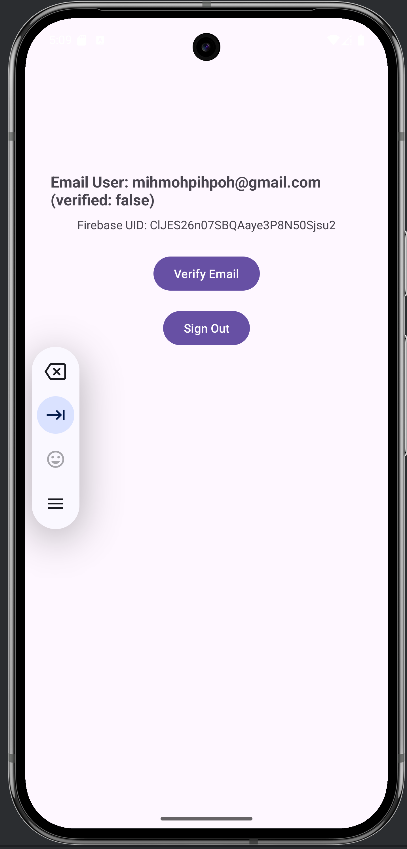 Email User: mihmohpihpoh@gmail.com
(verified: false)
Firebase UID: ClJES26n07SBQAaye3P8N50Sjsu2
Verify Email
Sign Out